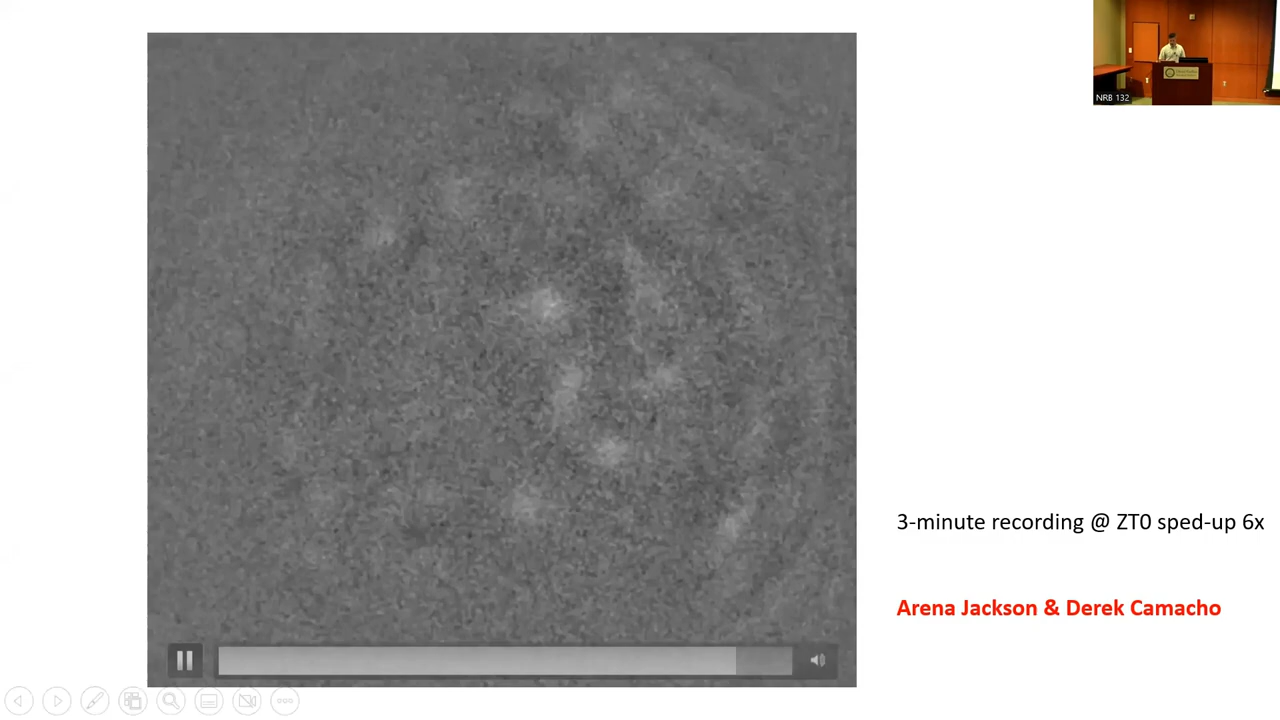 NRB 132
3-minute recording @ ZT0 sped-up 6x
Arena Jackson & Derek Camacho